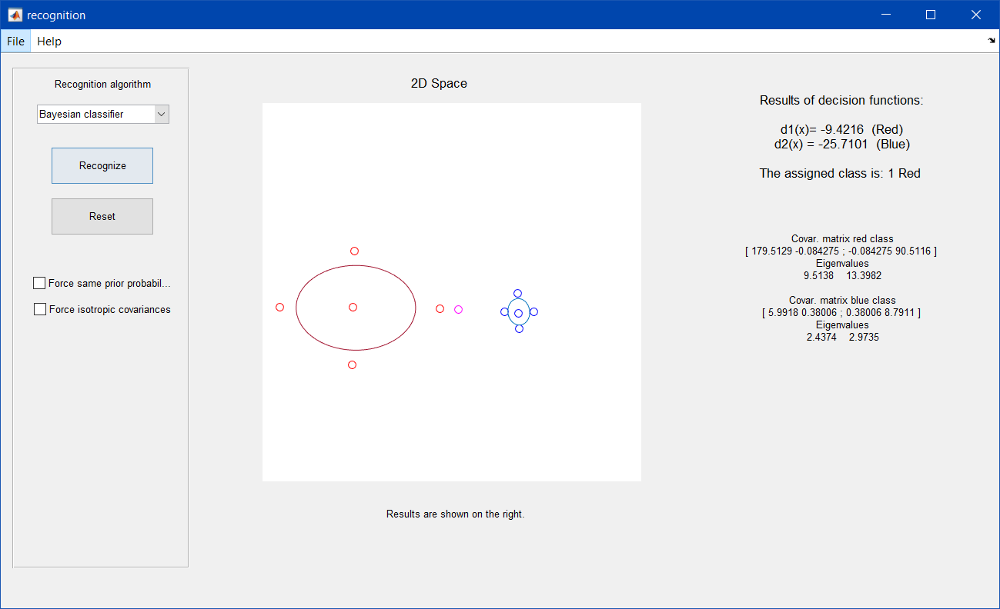 recognition
File Help
Recognition algorithm
Bayesian classifier
Recognize
Reset
Force same prior probabil...
Force isotropic covariances
2D Space
Results are shown on the right.
Results of decision functions:
d1(x)= -9.4216 (Red)
d2(x) = -25.7101 (Blue)
The assigned class is: 1 Red
Covar. matrix red class
[ 179.5129 -0.084275 ; -0.084275 90.5116 ]
Eigenvalues
9.5138 13.3982
Covar. matrix blue class
[ 5.9918 0.38006 ; 0.38006 8.7911 ]
Eigenvalues
2.4374 2.9735